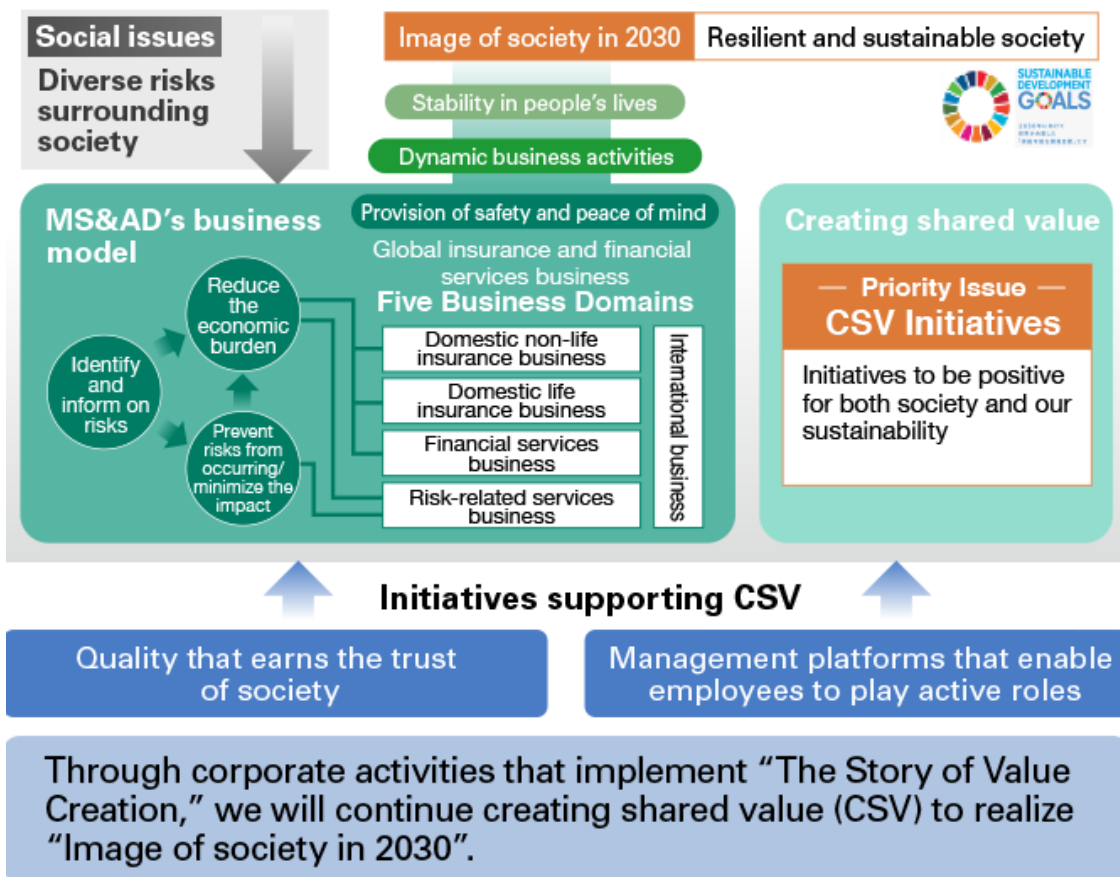 Social issues
Diverse risks
surrounding
society
Image of society in 2030
Resilient and sustainable society
SUSTAINABLE
DEVELOPMENT
GOALS
Stability in people’s lives
Dynamic business activities
MS&AD’s business
model
Identify
and
inform on
risks
Reduce
the
economic
burden
Prevent
risks from
occurring/
minimize the
impact
Provision of safety and peace of mind
Global insurance and financial
services business
Five Business Domains
Domestic non-life
insurance business
Domestic life
insurance business
Financial services
business
Risk-related services
business
International business
Creating shared value
— Priority Issue —
CSV Initiatives
Initiatives to be positive
for both society and our
sustainability
Initiatives supporting CSV
Quality that earns the trust
of society
Management platforms that enable
employees to play active roles
Through corporate activities that implement “The Story of Value
Creation,” we will continue creating shared value (CSV) to realize
“Image of society in 2030”.